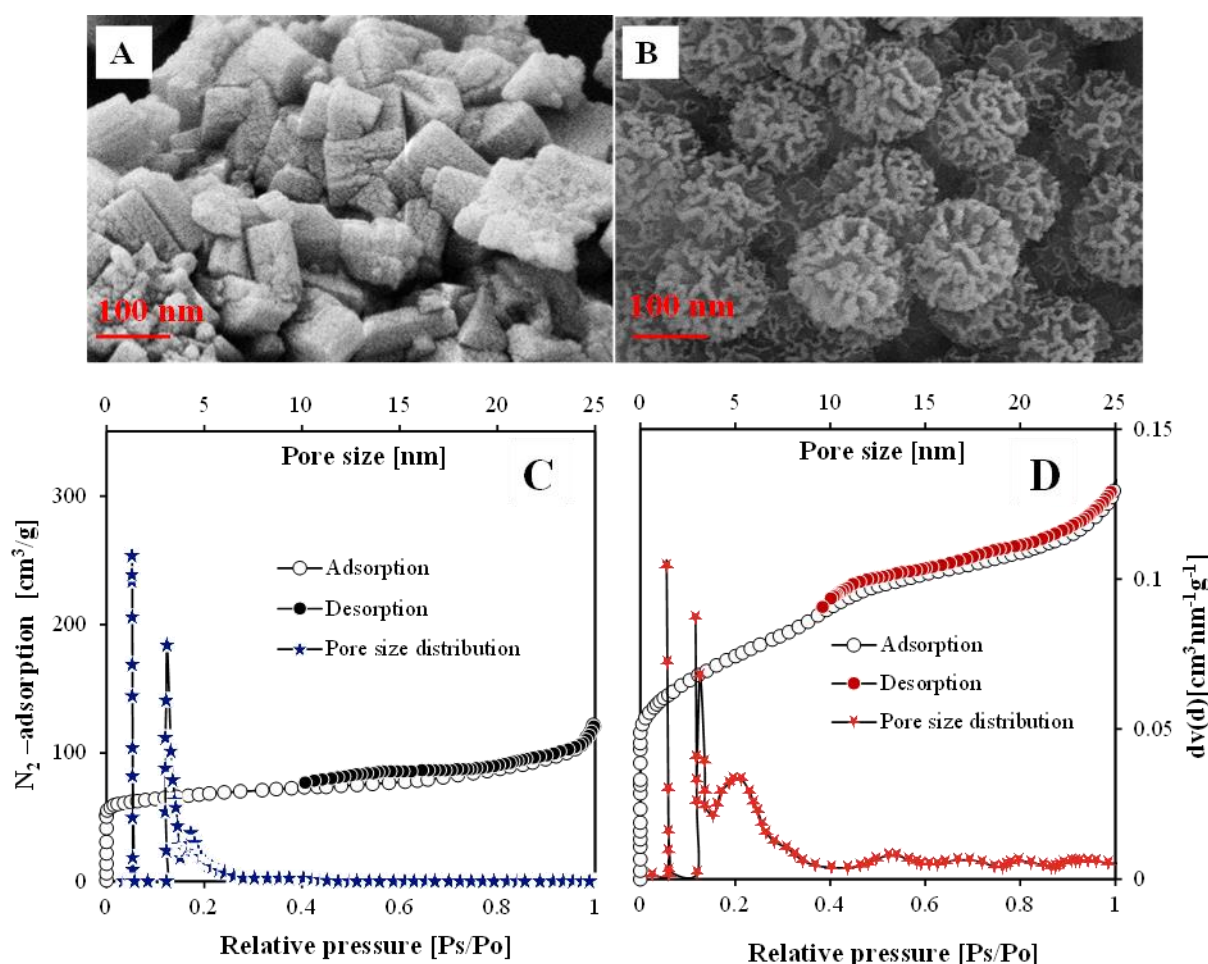 A
B
100 nm
100 nm
0 5 10 15 20 25
Pore size [nm]
C
300
200
100
0
N₂ –adsorption [cm³/g]
Adsorption
Desorption
Pore size distribution
0 0.2 0.4 0.6 0.8 1
Relative pressure [Ps/Po]
0 5 10 15 20 25
Pore size [nm]
D
0.15
0.1
0.05
0
dv(d)[cm³nm⁻¹g⁻¹]
Adsorption
Desorption
Pore size distribution
0 0.2 0.4 0.6 0.8 1
Relative pressure [Ps/Po]